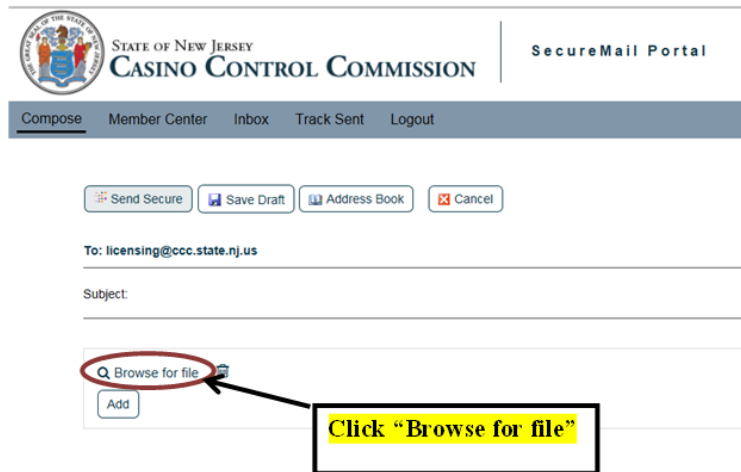 STATE OF NEW JERSEY
CASINO CONTROL COMMISSION
SecureMail Portal
Compose Member Center Inbox Track Sent Logout
Send Secure Save Draft Address Book Cancel
To: licensing@ccc.state.nj.us
Subject:
Browse for file
Add
Click “Browse for file”